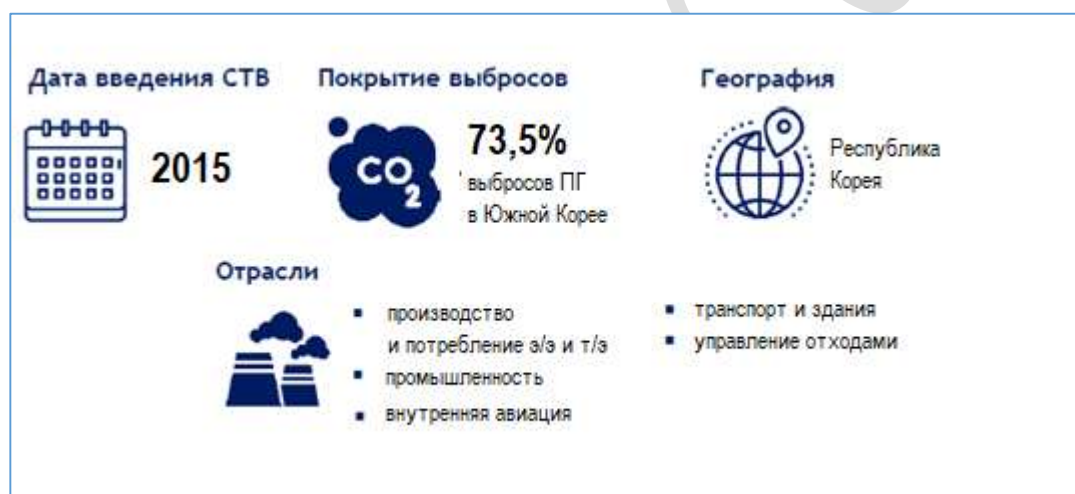 Дата введения СТВ
2015
Покрытие выбросов
CO2
73,5%
выбросов ПГ
в Южной Корее
География
Республика
Корея
Отрасли
▪ производство
и потребление э/э и т/э
▪ промышленность
▪ внутренняя авиация
▪ транспорт и здания
▪ управление отходами